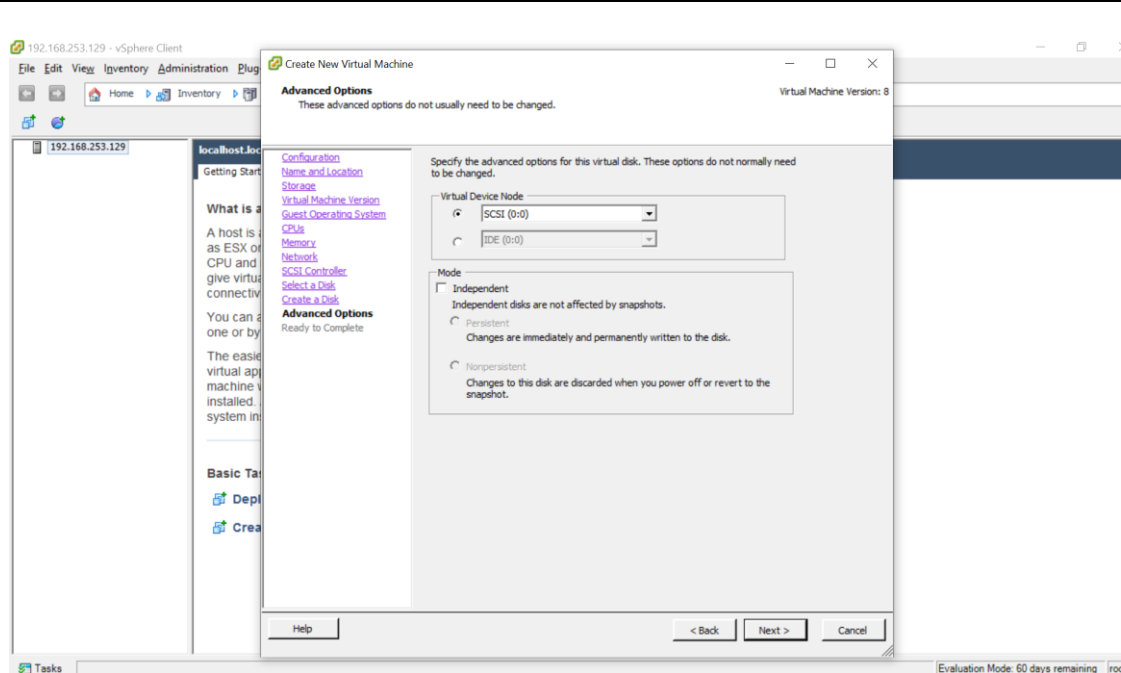 192.168.253.129 - vSphere Client
File Edit View Inventory Administration Plug
Home Inventory
192.168.253.129
localhost.loc
Getting Start
What is a
A host is a
as ESX or
CPU and
give virtua
connectiv
You can a
one or by
The easie
virtual app
machine v
installed.
system ins
Basic Tas
Depl
Crea
Create New Virtual Machine
Advanced Options
These advanced options do not usually need to be changed.
Virtual Machine Version: 8
Configuration
Name and Location
Storage
Virtual Machine Version
Guest Operating System
CPUs
Memory
Network
SCSI Controller
Select a Disk
Create a Disk
Advanced Options
Ready to Complete
Specify the advanced options for this virtual disk. These options do not normally need
to be changed.
Virtual Device Node
SCSI (0:0)
IDE (0:0)
Mode
Independent
Independent disks are not affected by snapshots.
Persistent
Changes are immediately and permanently written to the disk.
Nonpersistent
Changes to this disk are discarded when you power off or revert to the
snapshot.
Help
< Back
Next >
Cancel
Tasks
Evaluation Mode: 60 days remaining
roo